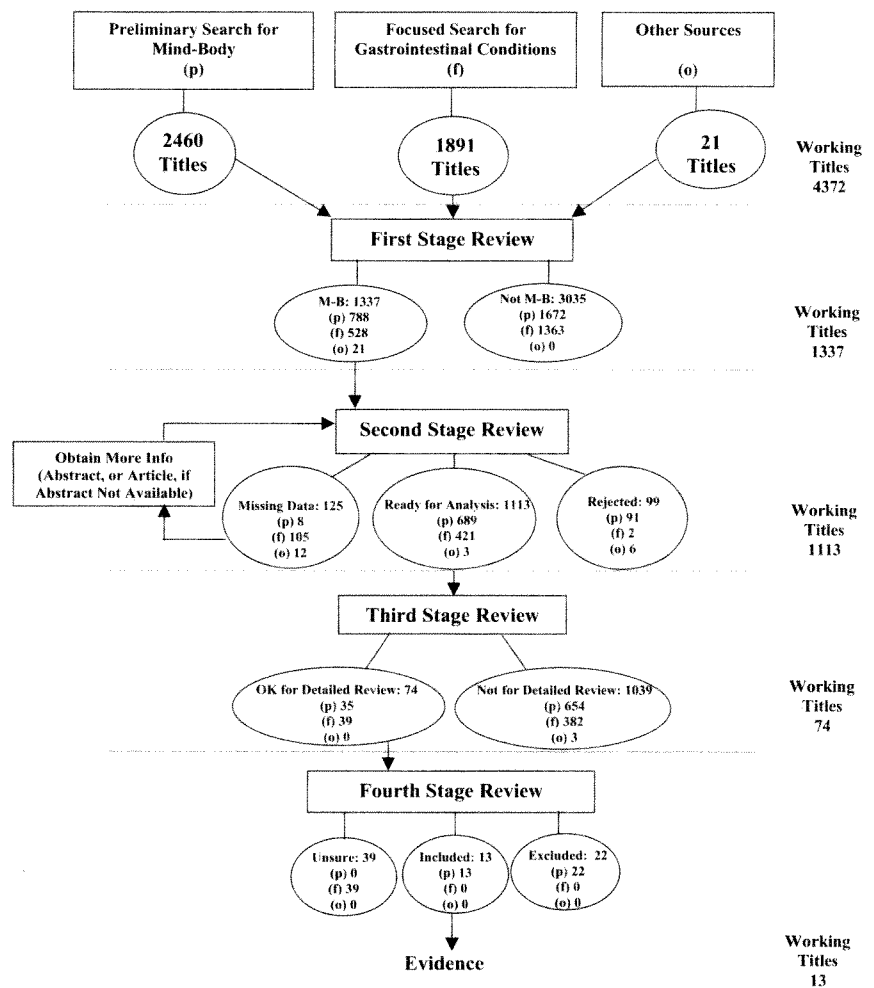 Preliminary Search for
Mind-Body
(p)
Focused Search for
Gastrointestinal Conditions
(f)
Other Sources
(o)
2460
Titles
1891
Titles
21
Titles
Working
Titles
4372
First Stage Review
M-B: 1337
(p) 788
(f) 528
(o) 21
Not M-B: 3035
(p) 1672
(f) 1363
(o) 0
Working
Titles
1337
Second Stage Review
Obtain More Info
(Abstract, or Article, if
Abstract Not Available)
Missing Data: 125
(p) 8
(f) 105
(o) 12
Ready for Analysis: 1113
(p) 689
(f) 421
(o) 3
Rejected: 99
(p) 91
(f) 2
(o) 6
Working
Titles
1113
Third Stage Review
OK for Detailed Review: 74
(p) 35
(f) 39
(o) 0
Not for Detailed Review: 1039
(p) 654
(f) 382
(o) 3
Working
Titles
74
Fourth Stage Review
Unsure: 39
(p) 0
(f) 39
(o) 0
Included: 13
(p) 13
(f) 0
(o) 0
Excluded: 22
(p) 22
(f) 0
(o) 0
Evidence
Working
Titles
13